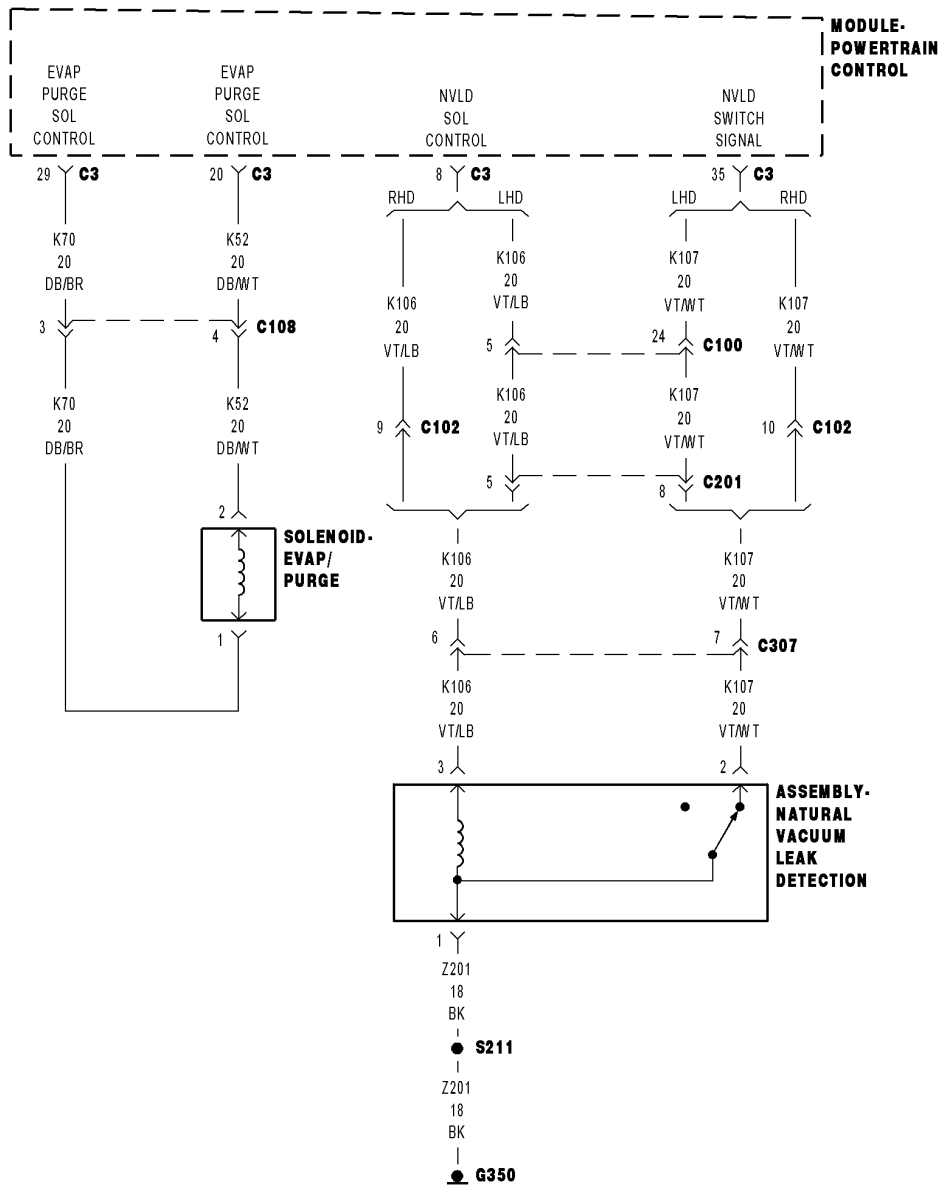 MODULE-
POWERTRAIN
CONTROL
EVAP
PURGE
SOL
CONTROL
EVAP
PURGE
SOL
CONTROL
NVLD
SOL
CONTROL
NVLD
SWITCH
SIGNAL
29 C3
20 C3
8 C3
35 C3
RHD LHD
LHD RHD
K70
20
DB/BR
K52
20
DB/WT
K106
20
VT/LB
K106
20
VT/LB
K107
20
VT/WT
K107
20
VT/WT
3 4 C108
5 24 C100
K70
20
DB/BR
K52
20
DB/WT
K106
20
VT/LB
K107
20
VT/WT
9 C102
10 C102
5 8 C201
2
SOLENOID-
EVAP/
PURGE
1
K106
20
VT/LB
K107
20
VT/WT
6 7 C307
K106
20
VT/LB
K107
20
VT/WT
3 2
ASSEMBLY-
NATURAL
VACUUM
LEAK
DETECTION
1
Z201
18
BK
S211
Z201
18
BK
G350